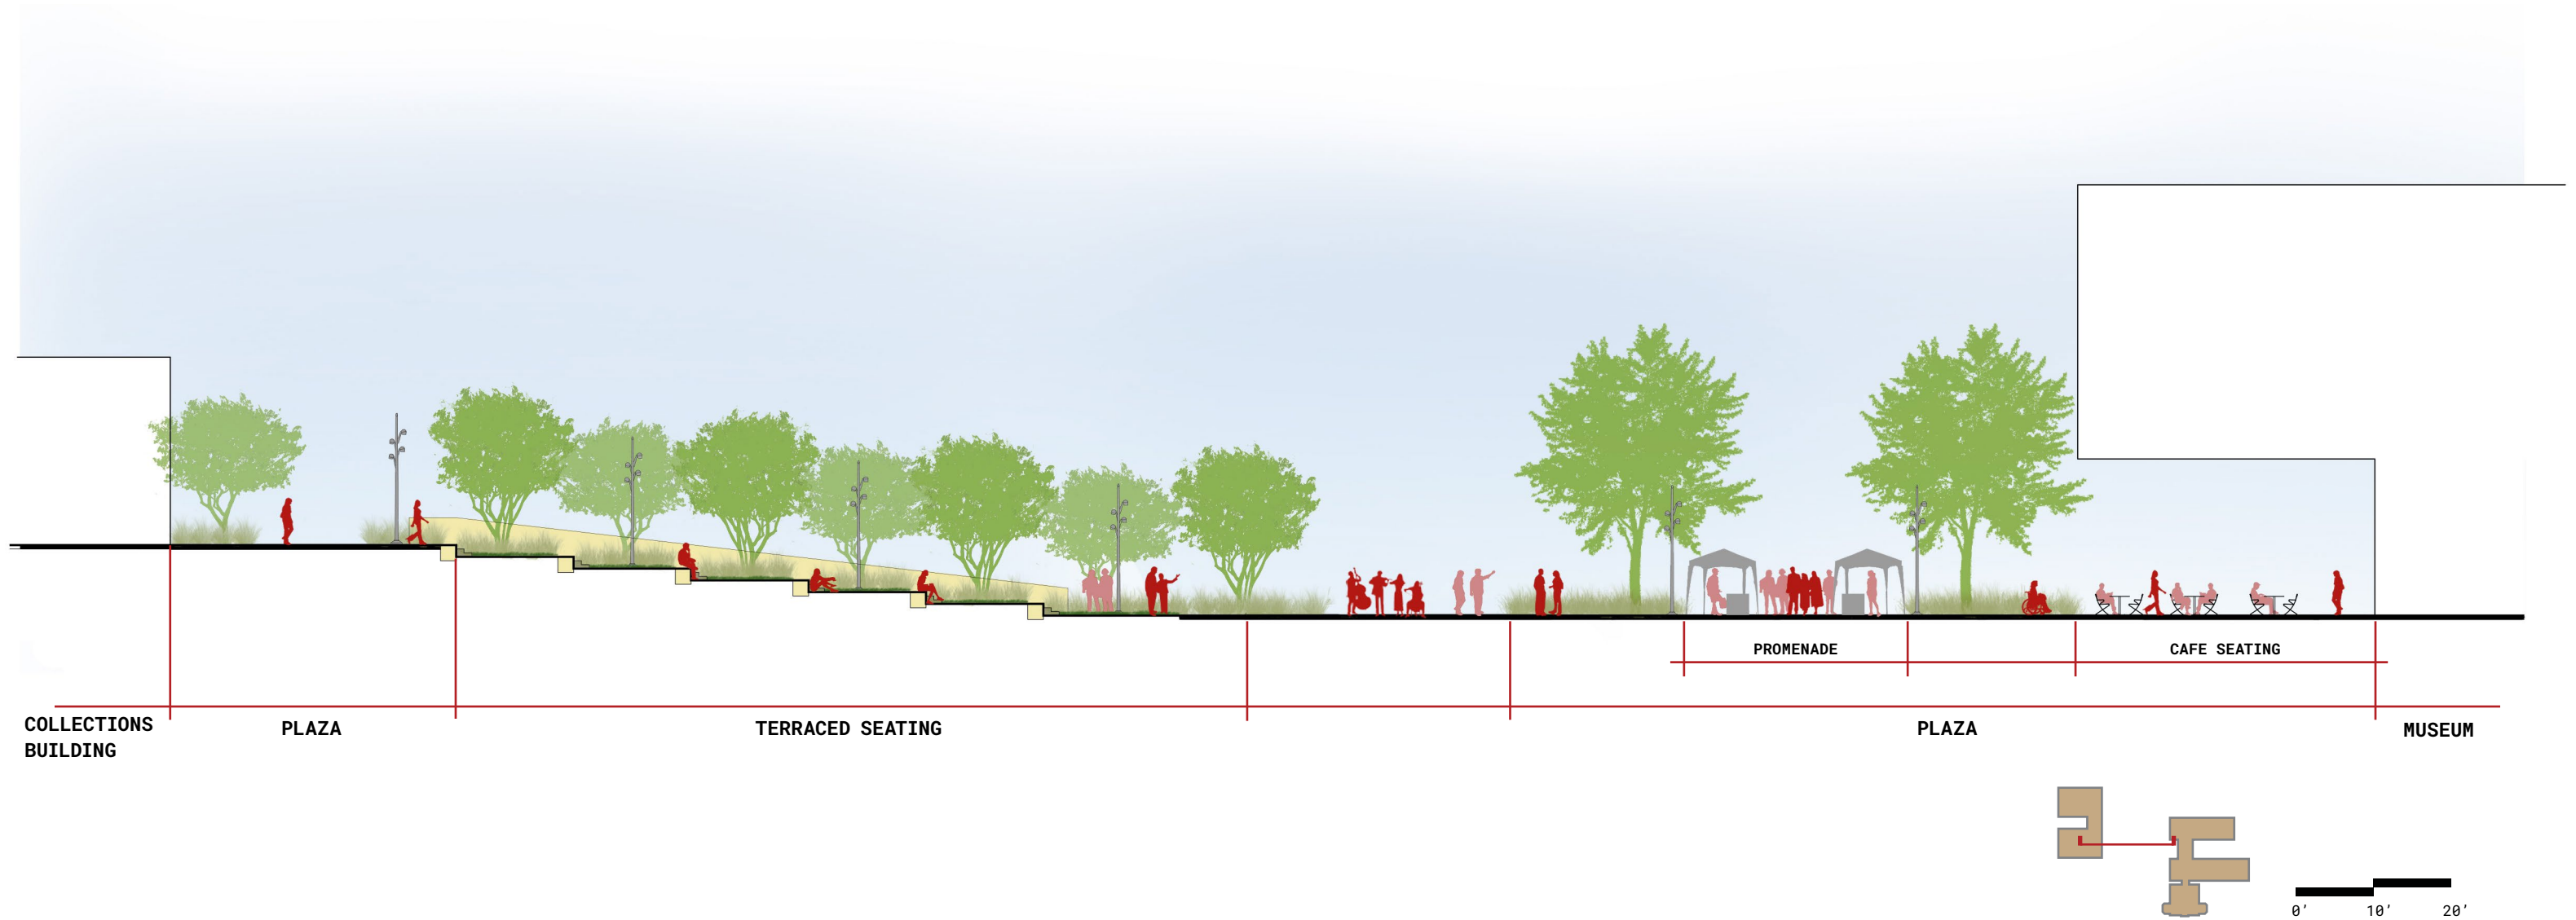 PROMENADE
CAFE SEATING
COLLECTIONS
BUILDING
PLAZA
TERRACED SEATING
PLAZA
MUSEUM
0'
10'
20'